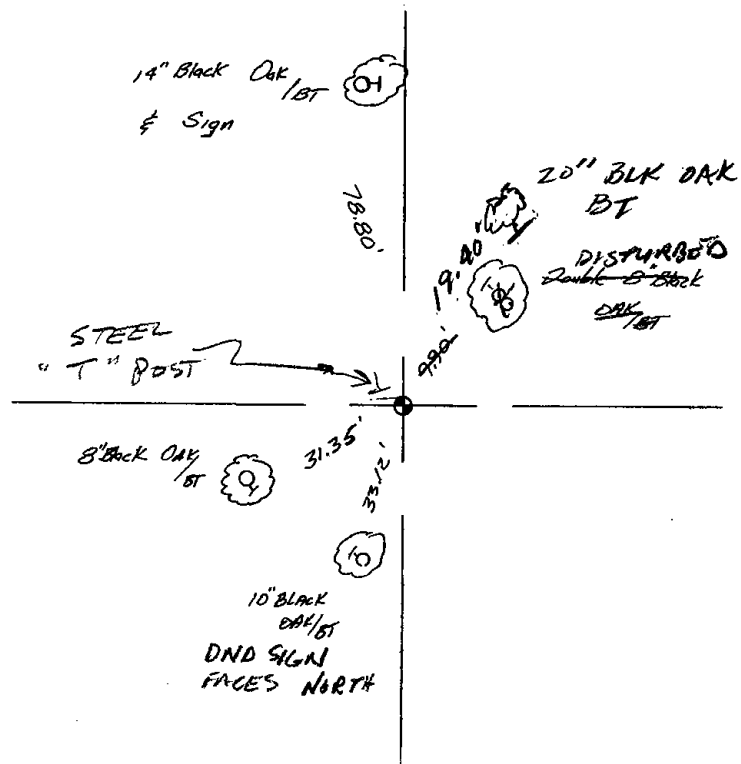 14" Black Oak
/BT
& Sign
78.80'
20" BLK OAK
BT
19.40'
DISTURBED
Double 8" Black
OAK/BT
9.90'
STEEL
"T" POST
8" Black OAK
/BT
31.35'
33.12'
10" BLACK
OAK/BT
DND SIGN
FACES NORTH